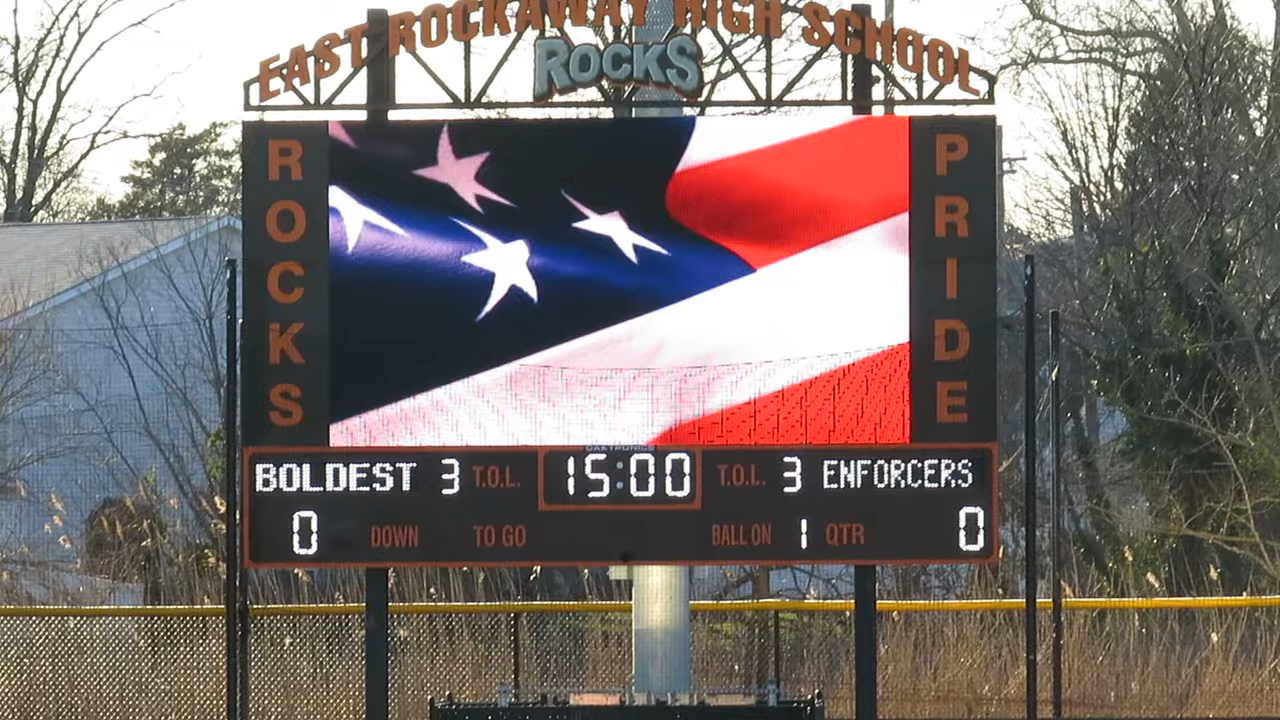 EAST ROCKAWAY HIGH SCHOOL
ROCKS
ROCKS
PRIDE
DAKTRONICS
BOLDEST 3 T.O.L. 15:00 T.O.L. 3 ENFORCERS
0 DOWN TO GO BALL ON 1 QTR 0